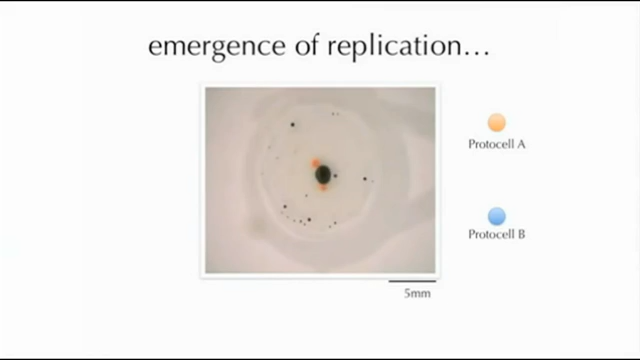 emergence of replication...
Protocell A
Protocell B
5mm